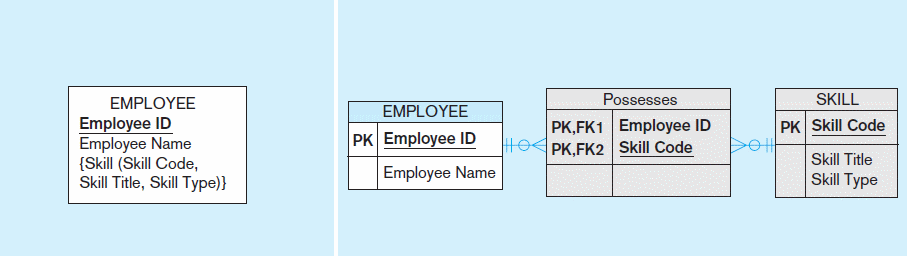 EMPLOYEE
Employee ID
Employee Name
{Skill (Skill Code,
Skill Title, Skill Type)}
EMPLOYEE
PK Employee ID
Employee Name
Possesses
PK,FK1 Employee ID
PK,FK2 Skill Code
SKILL
PK Skill Code
Skill Title
Skill Type